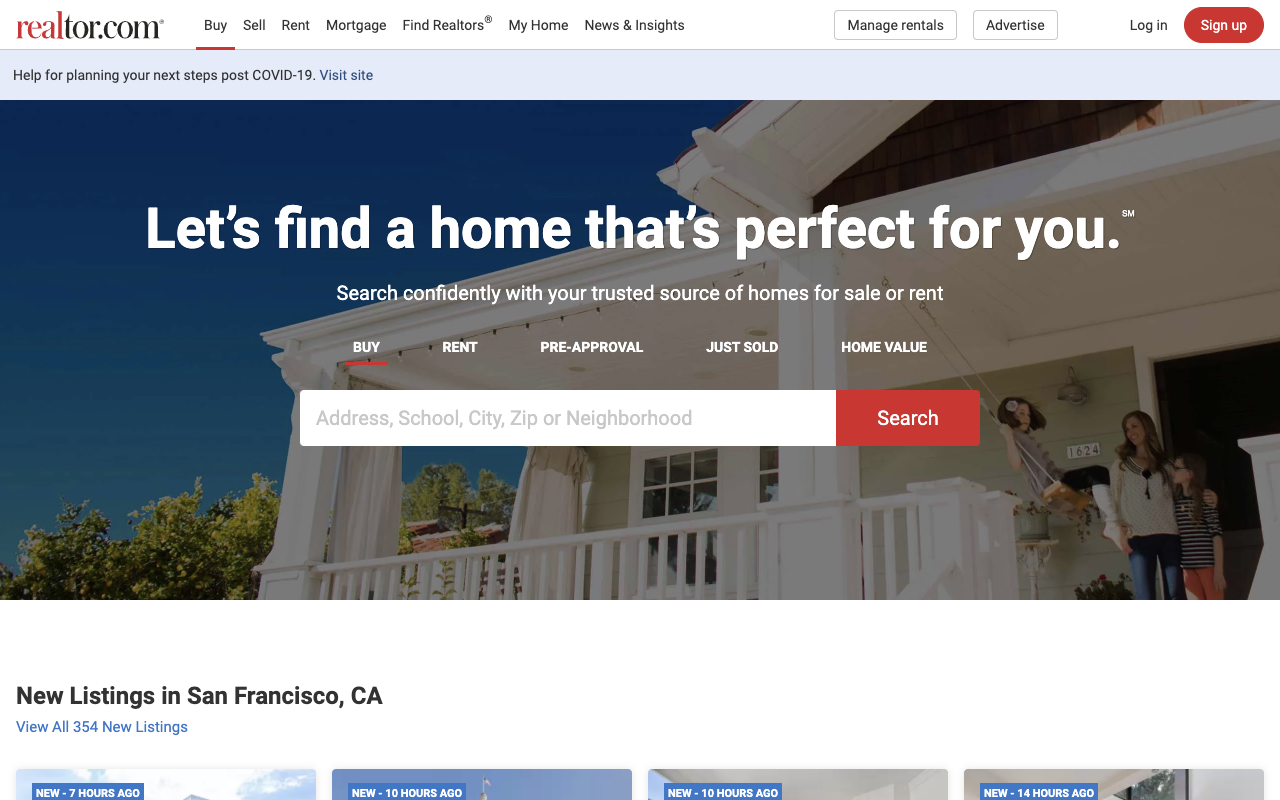 realtor.com®
Buy Sell Rent Mortgage Find Realtors® My Home News & Insights
Manage rentals Advertise Log in Sign up
Help for planning your next steps post COVID-19. Visit site
Let's find a home that's perfect for you.℠
Search confidently with your trusted source of homes for sale or rent
BUY RENT PRE-APPROVAL JUST SOLD HOME VALUE
Address, School, City, Zip or Neighborhood Search
1624
New Listings in San Francisco, CA
View All 354 New Listings
NEW - 7 HOURS AGO NEW - 10 HOURS AGO NEW - 10 HOURS AGO NEW - 14 HOURS AGO